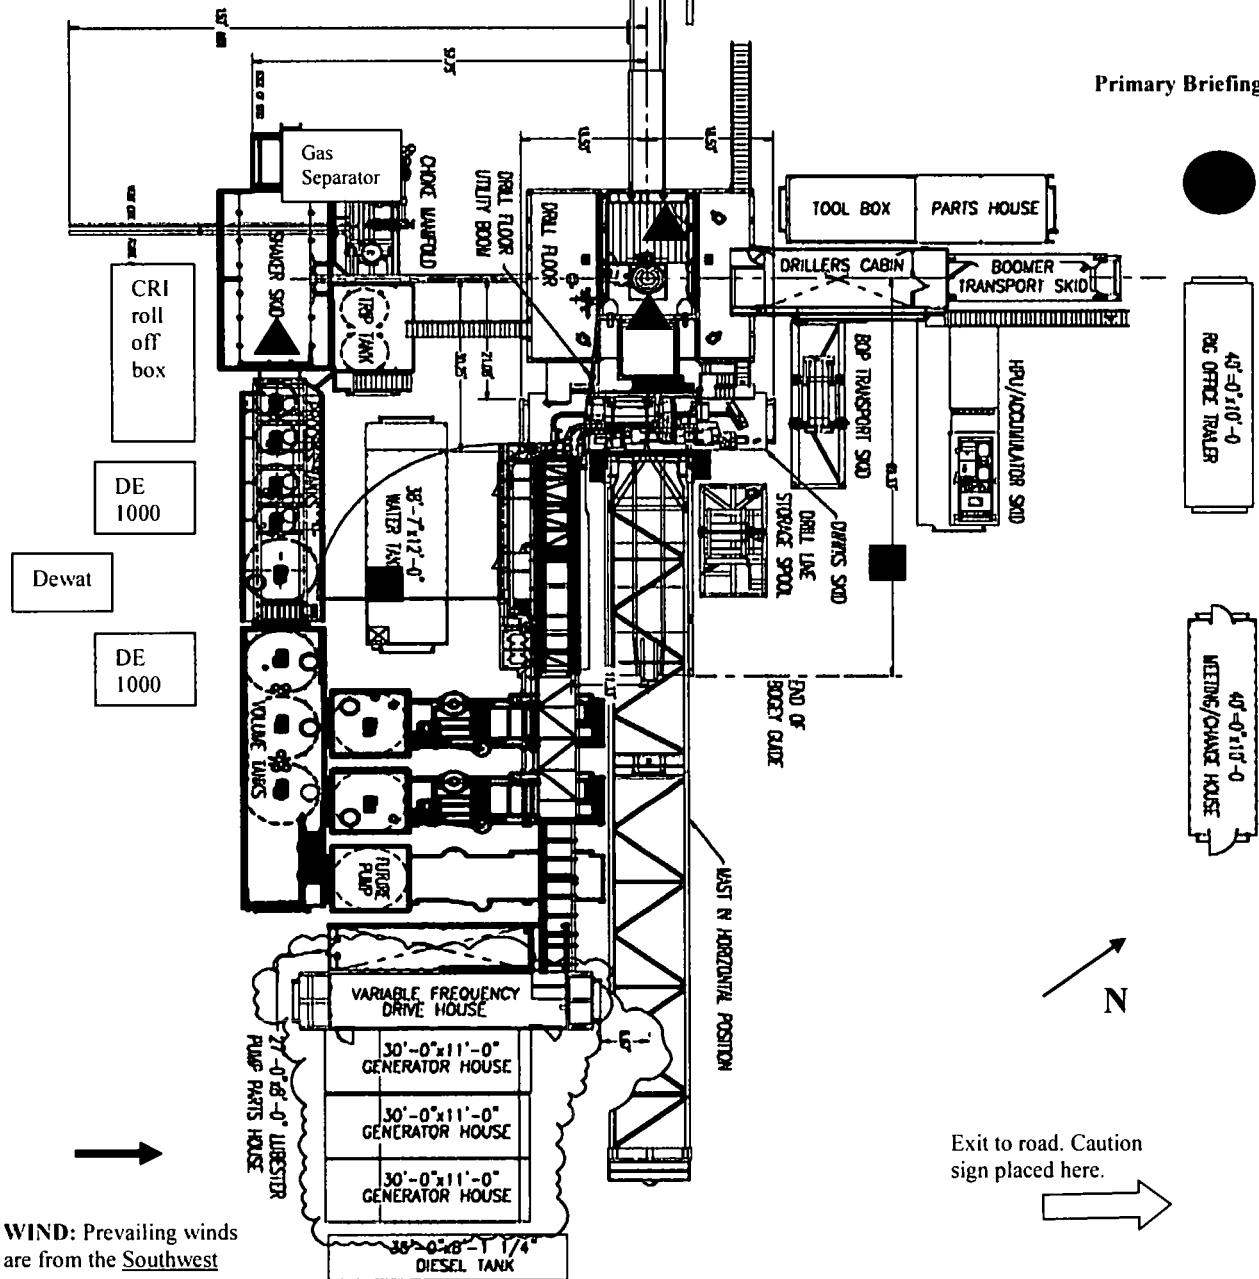 Primary Briefing
Gas
Separator
CHOKE MANIFOLD
DRILL FLOOR
UTILITY BOOM
DRILL FLOOR
TOOL BOX
PARTS HOUSE
DRILLERS CABIN
BOOMER
TRANSPORT SKID
SHAKER SKID
TRIP
TANK
CRI
roll
off
box
BOP TRANSPORT SKID
HPU/ACCUMULATOR SKID
40'-0"x10'-0
RIG OFFICE TRAILER
DE
1000
38'-7"x12'-0"
WATER TANK
DRILL LINE
STORAGE SPOOL
Dewat
DE
1000
VOLUME TANKS
END OF
BOGEY GUIDE
40'-0"x10'-0
MEETING/CHANGE HOUSE
FUTURE
PUMP
MAST IN HORIZONTAL POSITION
N
VARIABLE FREQUENCY
DRIVE HOUSE
30'-0"x11'-0"
GENERATOR HOUSE
30'-0"x11'-0"
GENERATOR HOUSE
30'-0"x11'-0"
GENERATOR HOUSE
27'-0"x8'-0" LUBESTER
PUMP PARTS HOUSE
DIESEL TANK
Exit to road. Caution
sign placed here.
WIND: Prevailing winds
are from the Southwest